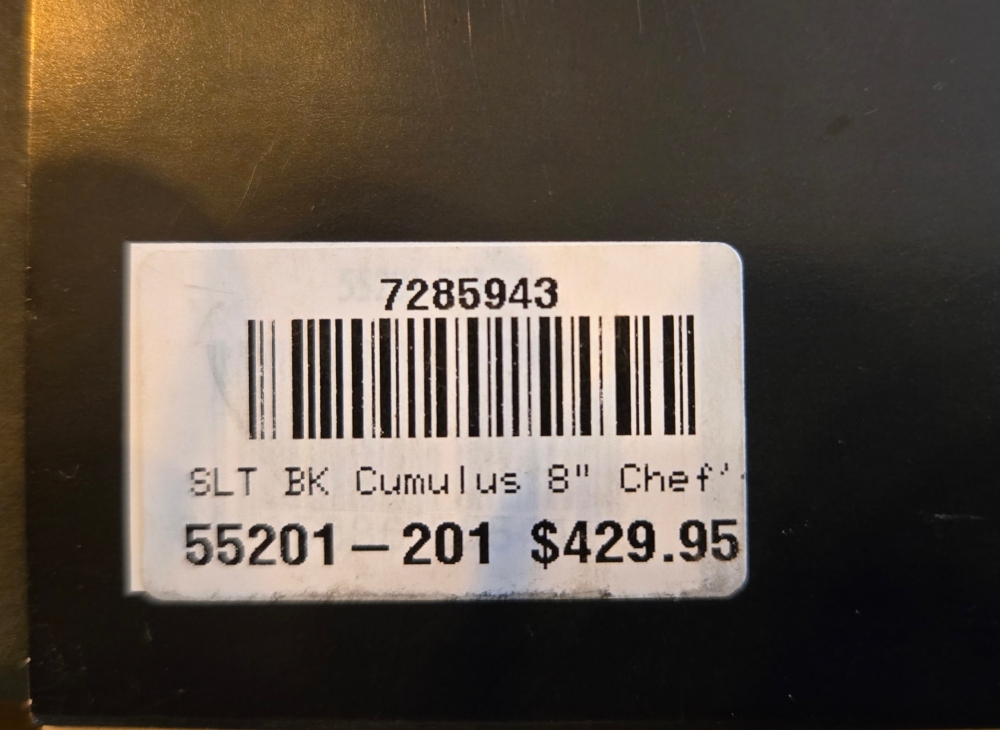 7285943
SLT BK Cumulus 8" Chef'
55201-201 $429.95